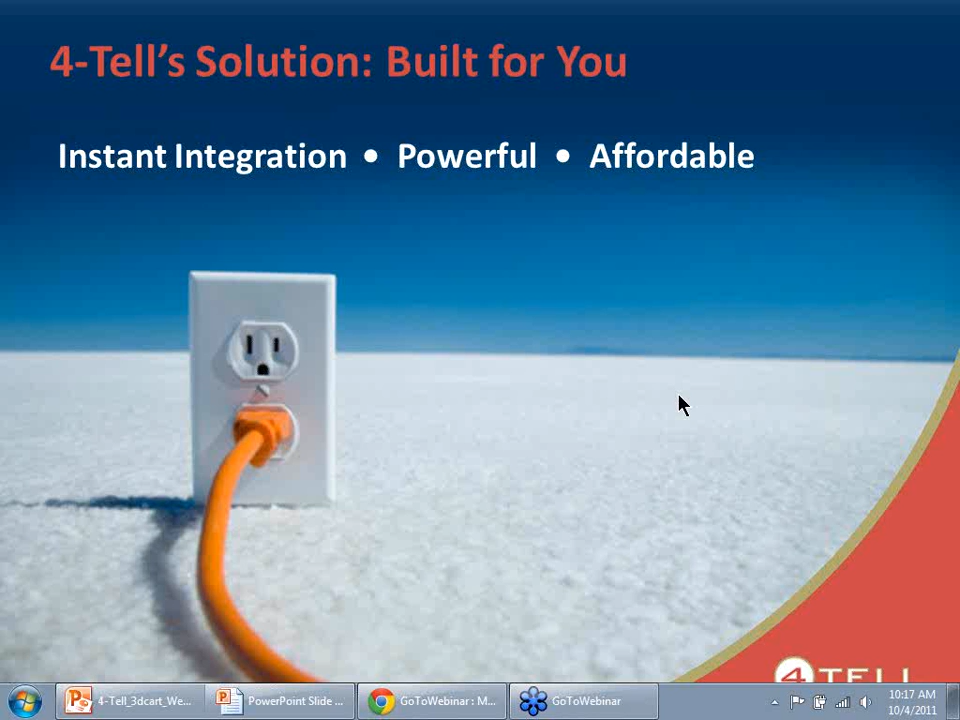 4-Tell’s Solution: Built for You
Instant Integration • Powerful • Affordable
4TELL
4-Tell_3dcart_We...
PowerPoint Slide ...
GoToWebinar : M...
GoToWebinar
10:17 AM
10/4/2011